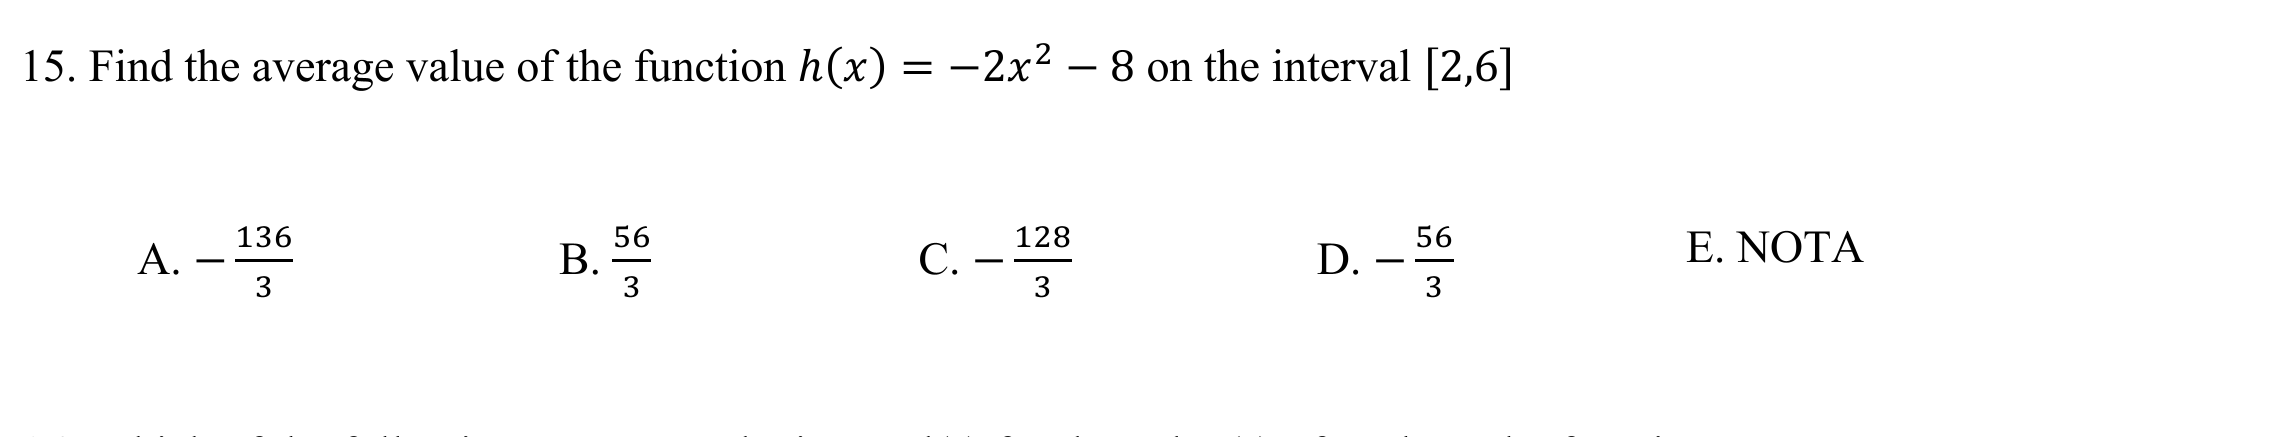 15. Find the average value of the function h(x) = −2x² − 8 on the interval [2,6]
A. −136/3 B. 56/3 C. −128/3 D. −56/3 E. NOTA